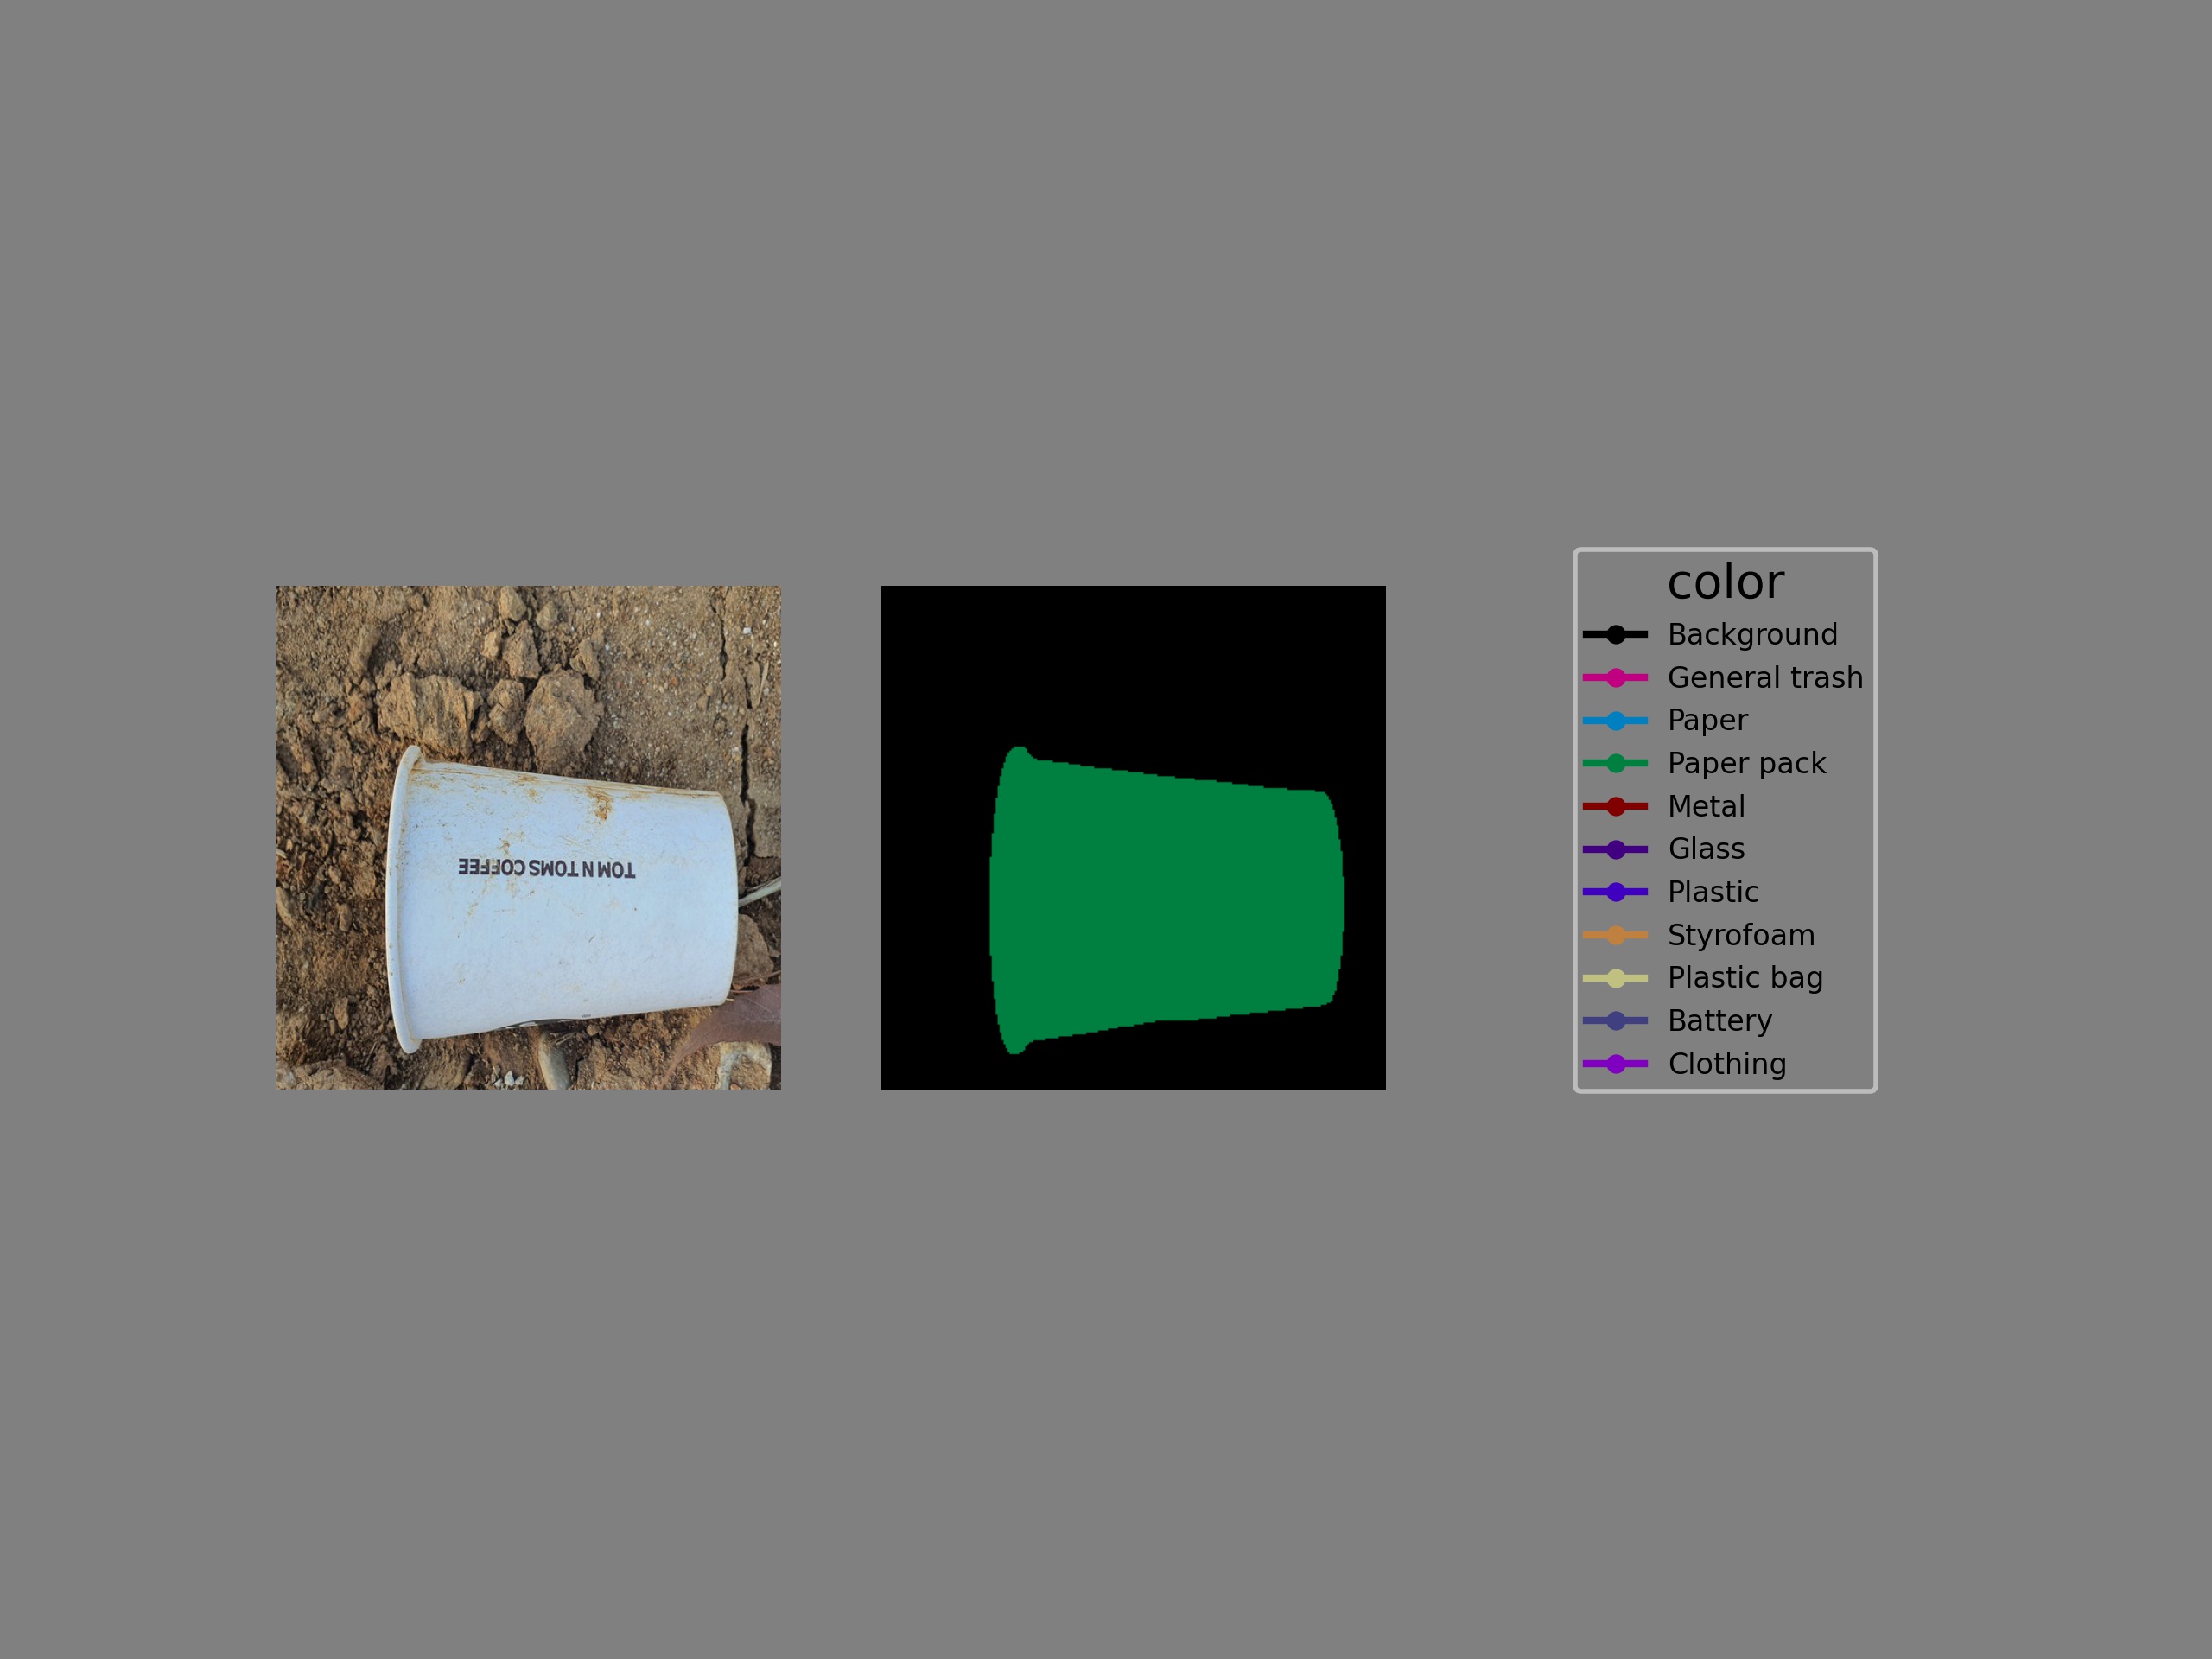 TOM N TOMS COFFEE
color
Background
General trash
Paper
Paper pack
Metal
Glass
Plastic
Styrofoam
Plastic bag
Battery
Clothing